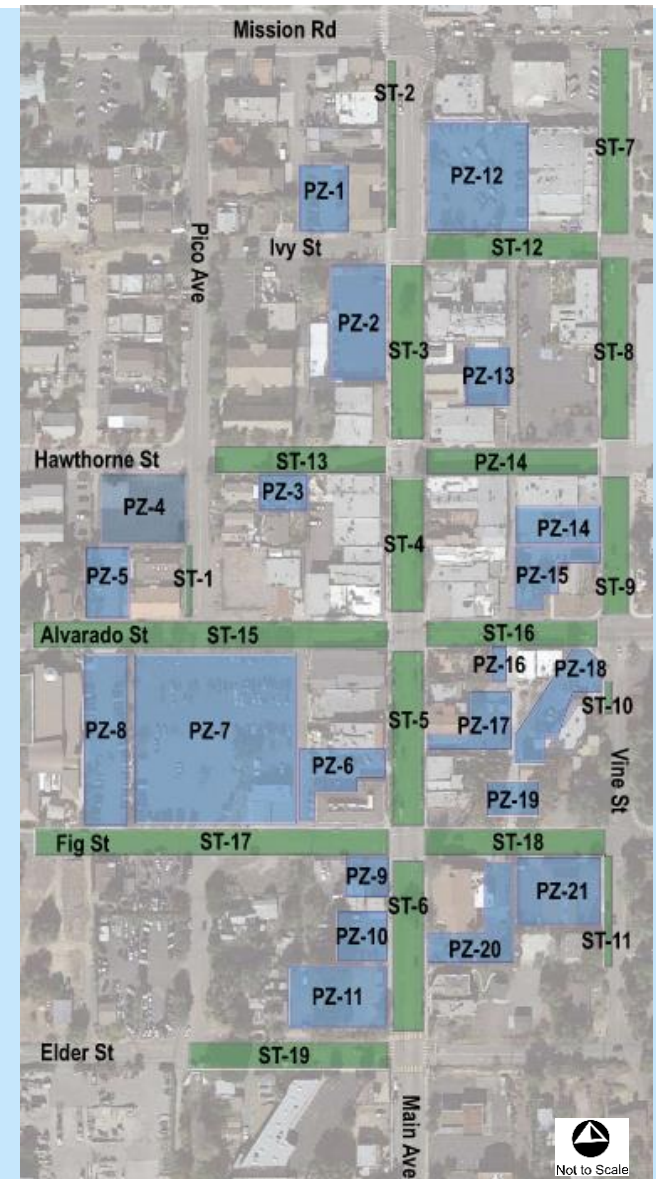 Mission Rd
ST-2
ST-7
PZ-12
PZ-1
Pico Ave
Ivy St
ST-12
PZ-2
ST-3
ST-8
PZ-13
Hawthorne St
ST-13
PZ-14
PZ-3
PZ-4
PZ-14
ST-4
PZ-5
ST-1
PZ-15
ST-9
Alvarado St
ST-15
ST-16
PZ-16
PZ-18
ST-10
ST-5
PZ-17
PZ-8
PZ-7
PZ-6
Vine St
PZ-19
Fig St
ST-17
ST-18
PZ-9
PZ-21
ST-6
PZ-10
PZ-20
ST-11
PZ-11
Elder St
ST-19
Main Ave
Not to Scale